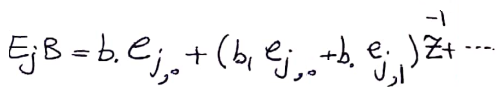 E_j B = b_0 e_{j,0} + (b_1 e_{j,0} + b_0 e_{j,1}) z^{-1} + ....